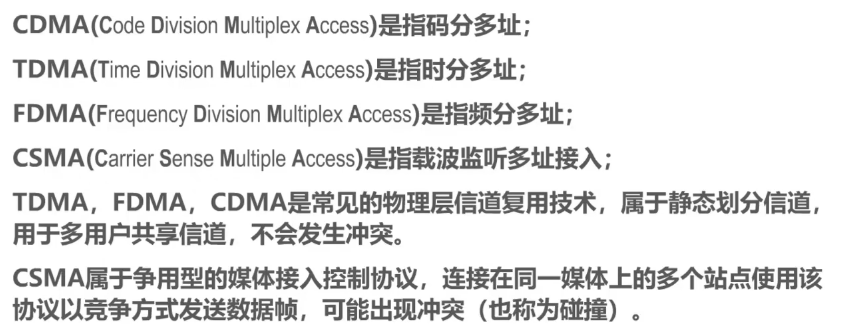 CDMA(Code Division Multiplex Access)是指码分多址；
TDMA(Time Division Multiplex Access)是指时分多址；
FDMA(Frequency Division Multiplex Access)是指频分多址；
CSMA(Carrier Sense Multiple Access)是指载波监听多址接入；
TDMA，FDMA，CDMA是常见的物理层信道复用技术，属于静态划分信道，
用于多用户共享信道，不会发生冲突。
CSMA属于争用型的媒体接入控制协议，连接在同一媒体上的多个站点使用该
协议以竞争方式发送数据帧，可能出现冲突（也称为碰撞）。